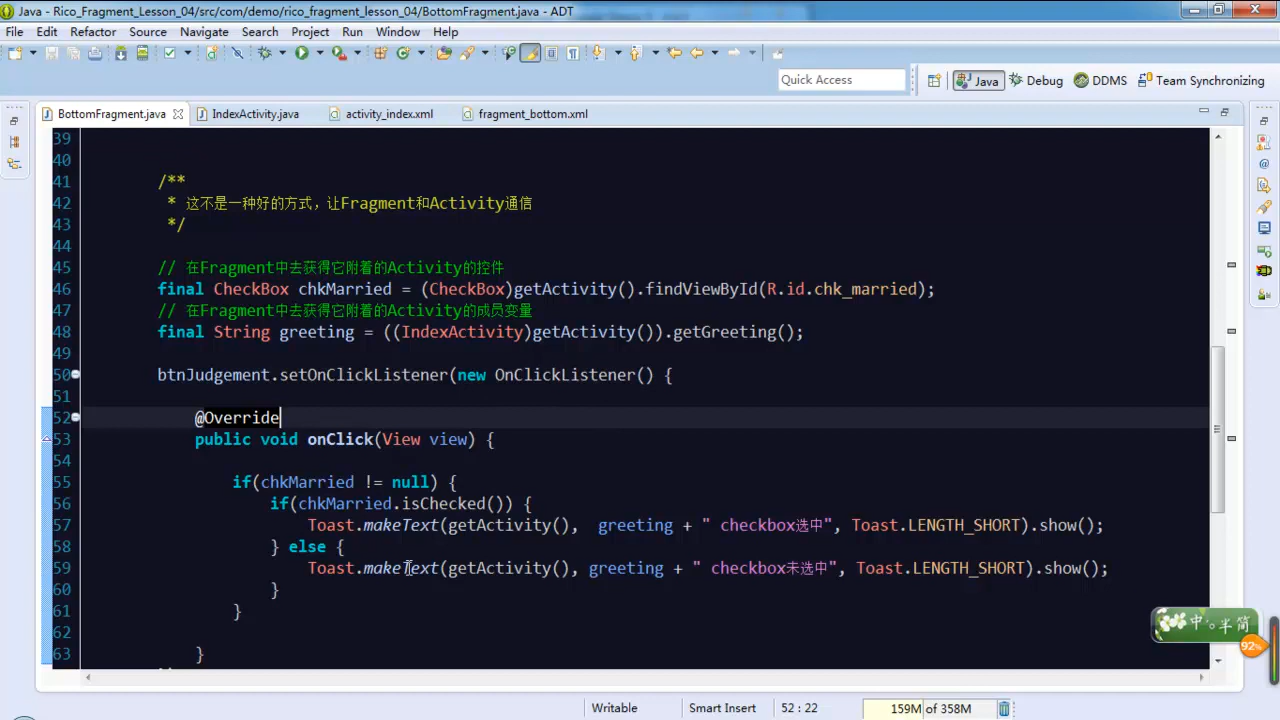 Java - Rico_Fragment_Lesson_04/src/com/demo/rico_fragment_lesson_04/BottomFragment.java - ADT
File Edit Refactor Source Navigate Search Project Run Window Help
Quick Access
Java Debug DDMS Team Synchronizing
BottomFragment.java IndexActivity.java activity_index.xml fragment_bottom.xml
39
40
41 /**
42 * 这不是一种好的方式，让Fragment和Activity通信
43 */
44
45 // 在Fragment中去获得它附着的Activity的控件
46 final CheckBox chkMarried = (CheckBox)getActivity().findViewById(R.id.chk_married);
47 // 在Fragment中去获得它附着的Activity的成员变量
48 final String greeting = ((IndexActivity)getActivity()).getGreeting();
49
50 btnJudgement.setOnClickListener(new OnClickListener() {
51
52 @Override
53 public void onClick(View view) {
54
55 if(chkMarried != null) {
56 if(chkMarried.isChecked()) {
57 Toast.makeText(getActivity(), greeting + " checkbox选中", Toast.LENGTH_SHORT).show();
58 } else {
59 Toast.makeText(getActivity(), greeting + " checkbox未选中", Toast.LENGTH_SHORT).show();
60 }
61 }
62
63 }
中 半 简
92%
Writable Smart Insert 52 : 22 159M of 358M